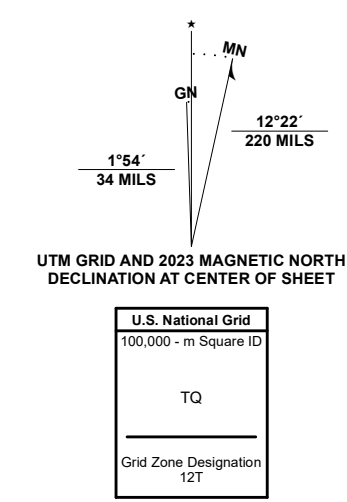 ★
MN
GN
12°22´
220 MILS
1°54´
34 MILS
UTM GRID AND 2023 MAGNETIC NORTH
DECLINATION AT CENTER OF SHEET
U.S. National Grid
100,000 - m Square ID
TQ
Grid Zone Designation
12T